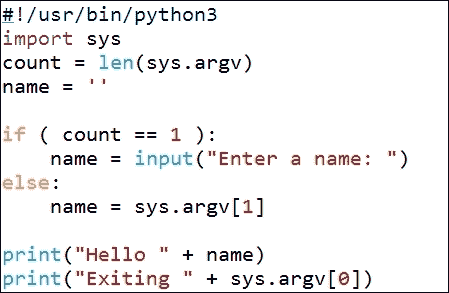 #!/usr/bin/python3
import sys
count = len(sys.argv)
name = ''

if ( count == 1 ):
    name = input("Enter a name: ")
else:
    name = sys.argv[1]

print("Hello " + name)
print("Exiting " + sys.argv[0])